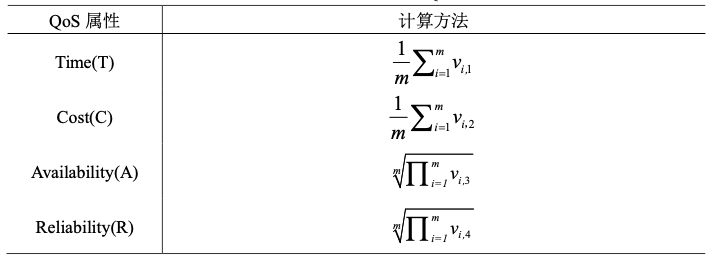 QoS 属性 计算方法
Time(T) \frac{1}{m}\sum_{i=1}^{m} v_{i,1}
Cost(C) \frac{1}{m}\sum_{i=1}^{m} v_{i,2}
Availability(A) \sqrt[m]{\prod_{i=1}^{m} v_{i,3}}
Reliability(R) \sqrt[m]{\prod_{i=1}^{m} v_{i,4}}